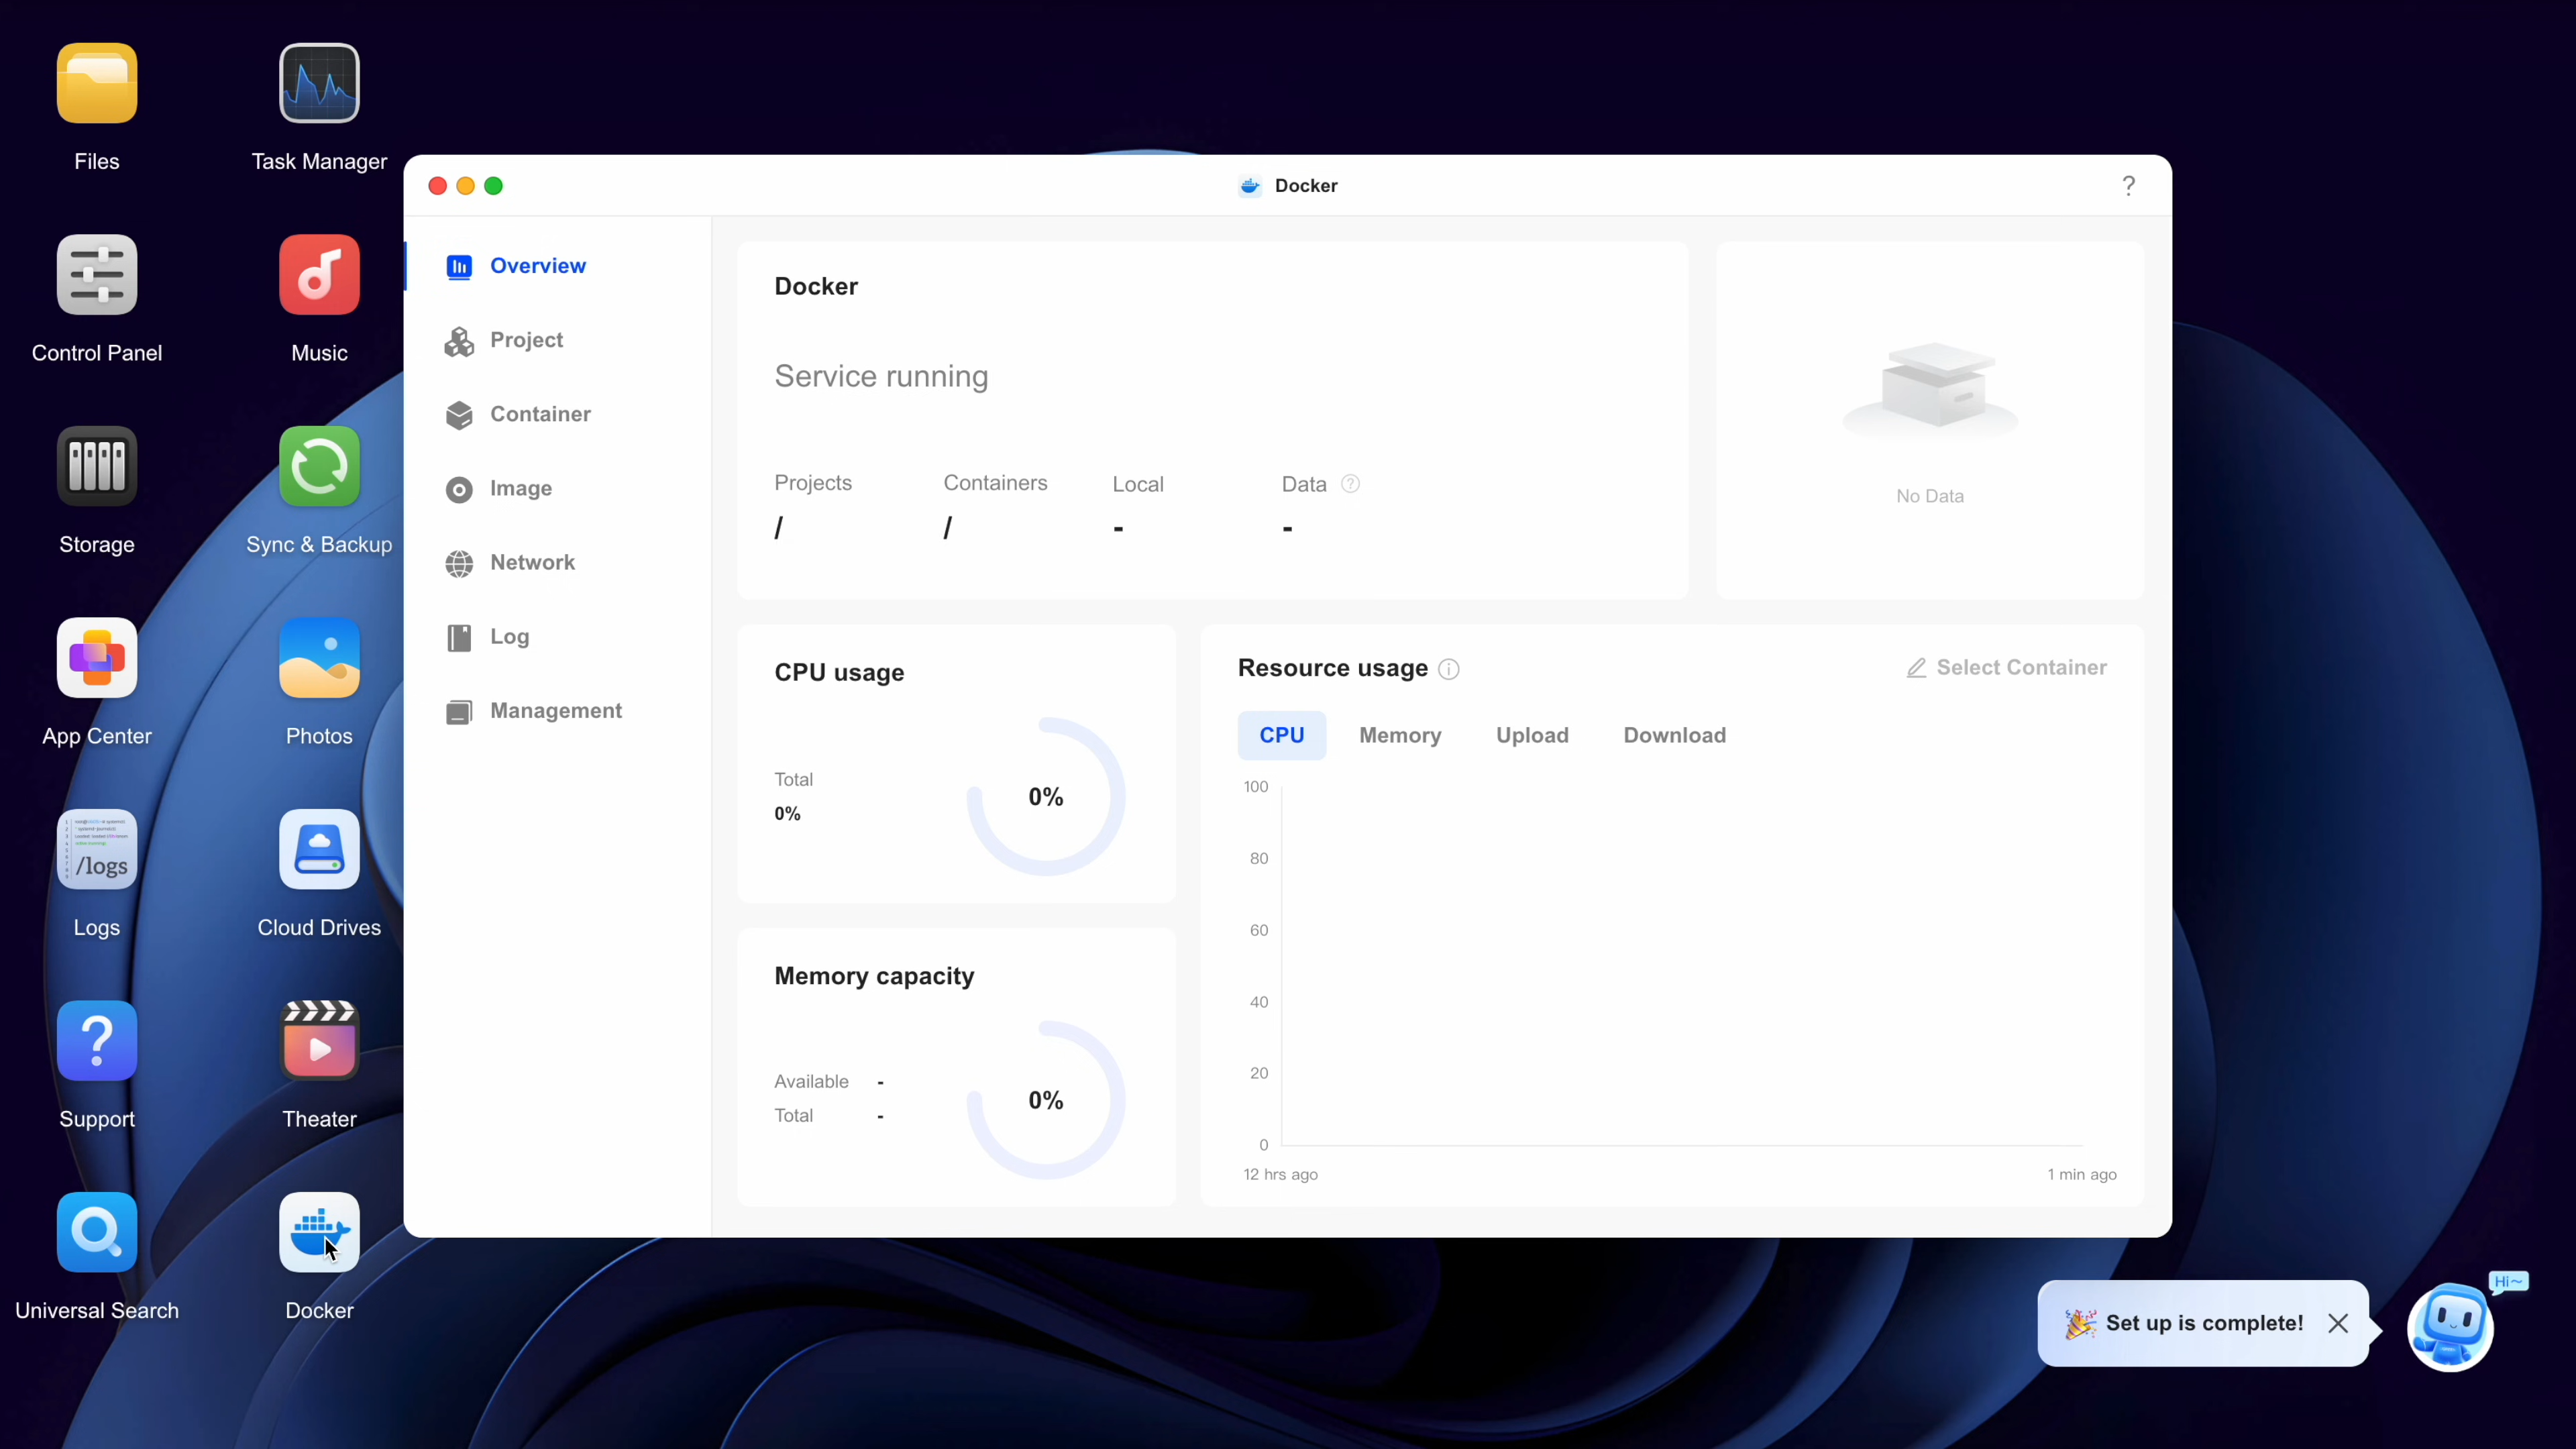 Files
Task Manager
Control Panel
Music
Storage
Sync & Backup
App Center
Photos
/logs
Logs
Cloud Drives
Support
Theater
Universal Search
Docker
Docker
?
Overview
Project
Container
Image
Network
Log
Management
Docker
Service running
Projects
Containers
Local
Data ?
/
/
-
-
No Data
CPU usage
Total
0%
0%
Memory capacity
Available -
Total -
0%
Resource usage
Select Container
CPU
Memory
Upload
Download
100
80
60
40
20
0
12 hrs ago
1 min ago
Set up is complete!
Hi~